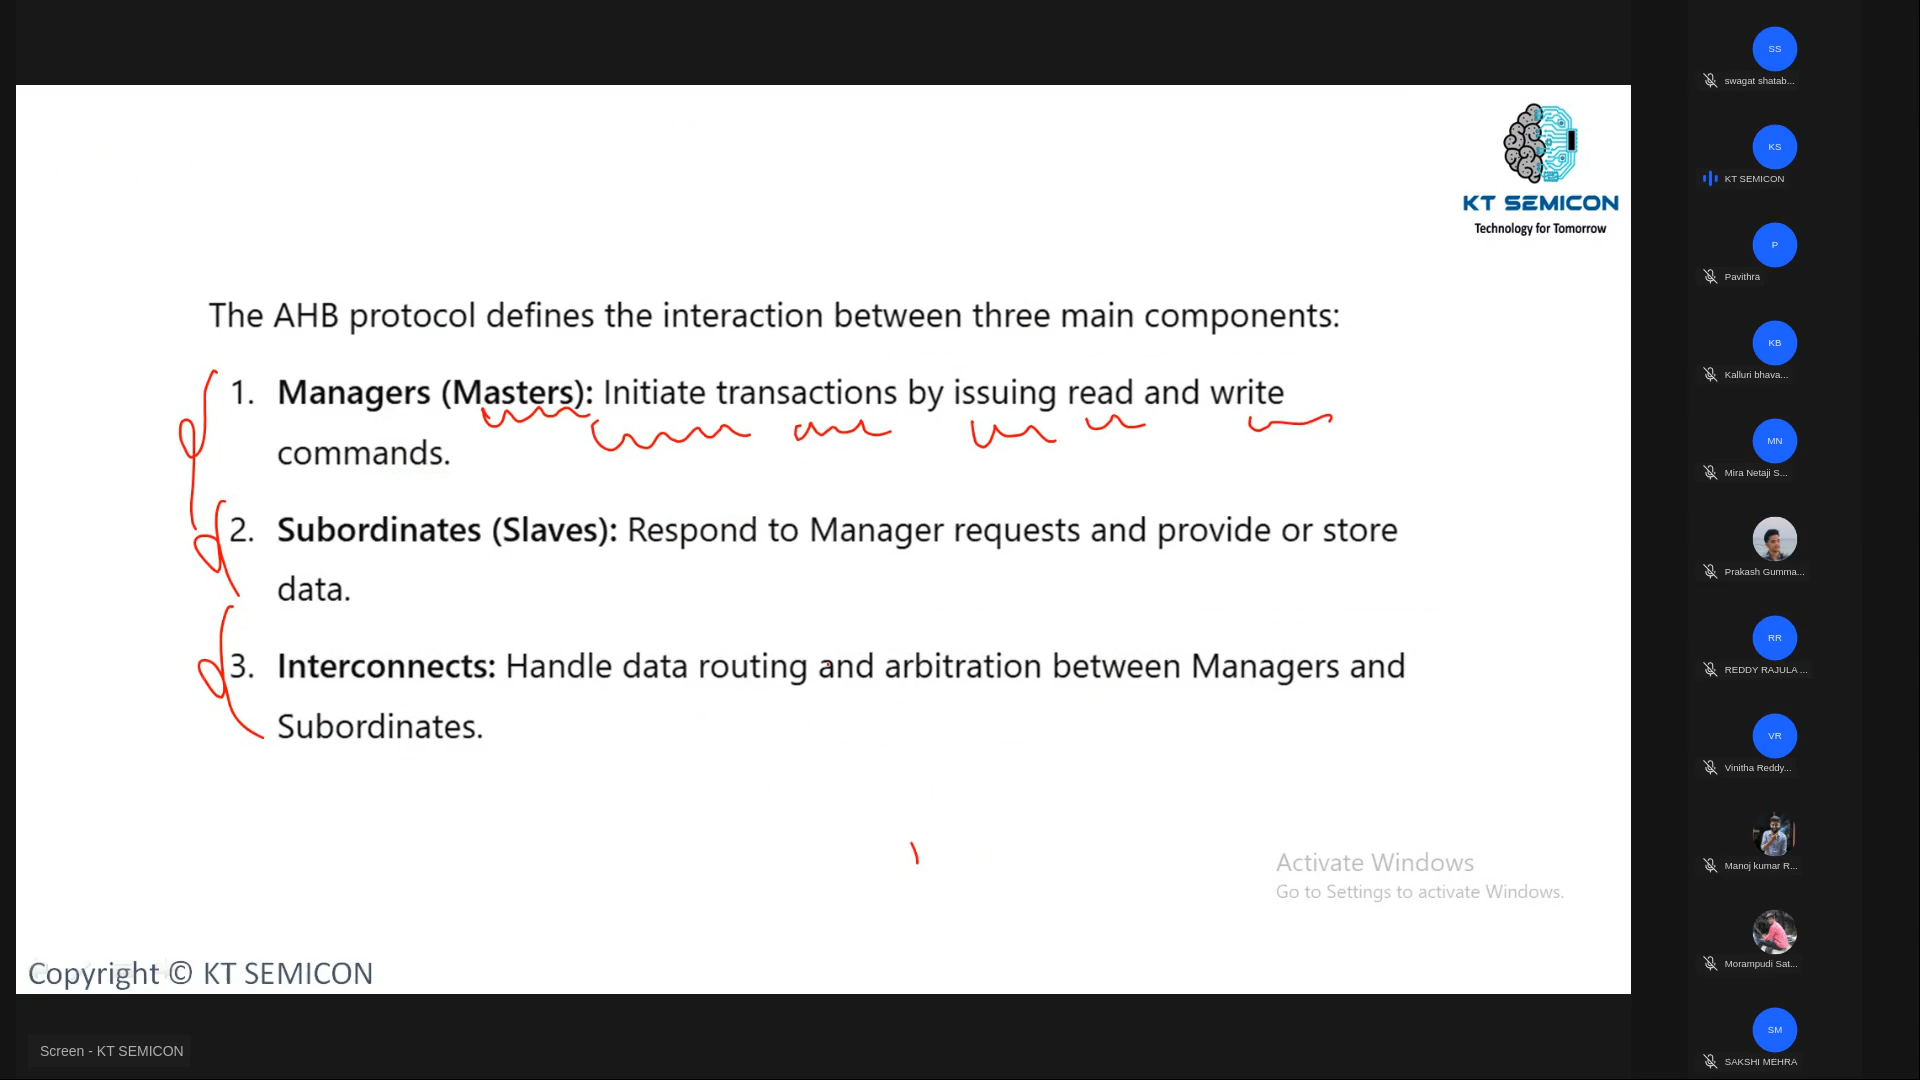 KT SEMICON
Technology for Tomorrow
The AHB protocol defines the interaction between three main components:
1. Managers (Masters): Initiate transactions by issuing read and write
commands.
2. Subordinates (Slaves): Respond to Manager requests and provide or store
data.
3. Interconnects: Handle data routing and arbitration between Managers and
Subordinates.
Activate Windows
Go to Settings to activate Windows.
Copyright © KT SEMICON
Screen - KT SEMICON
SS
swagat shatab...
KS
KT SEMICON
P
Pavithra
KB
Kalluri bhava...
MN
Mira Netaji S...
Prakash Gumma...
RR
REDDY RAJULA ...
VR
Vinitha Reddy...
Manoj kumar R...
Morampudi Sat...
SM
SAKSHI MEHRA